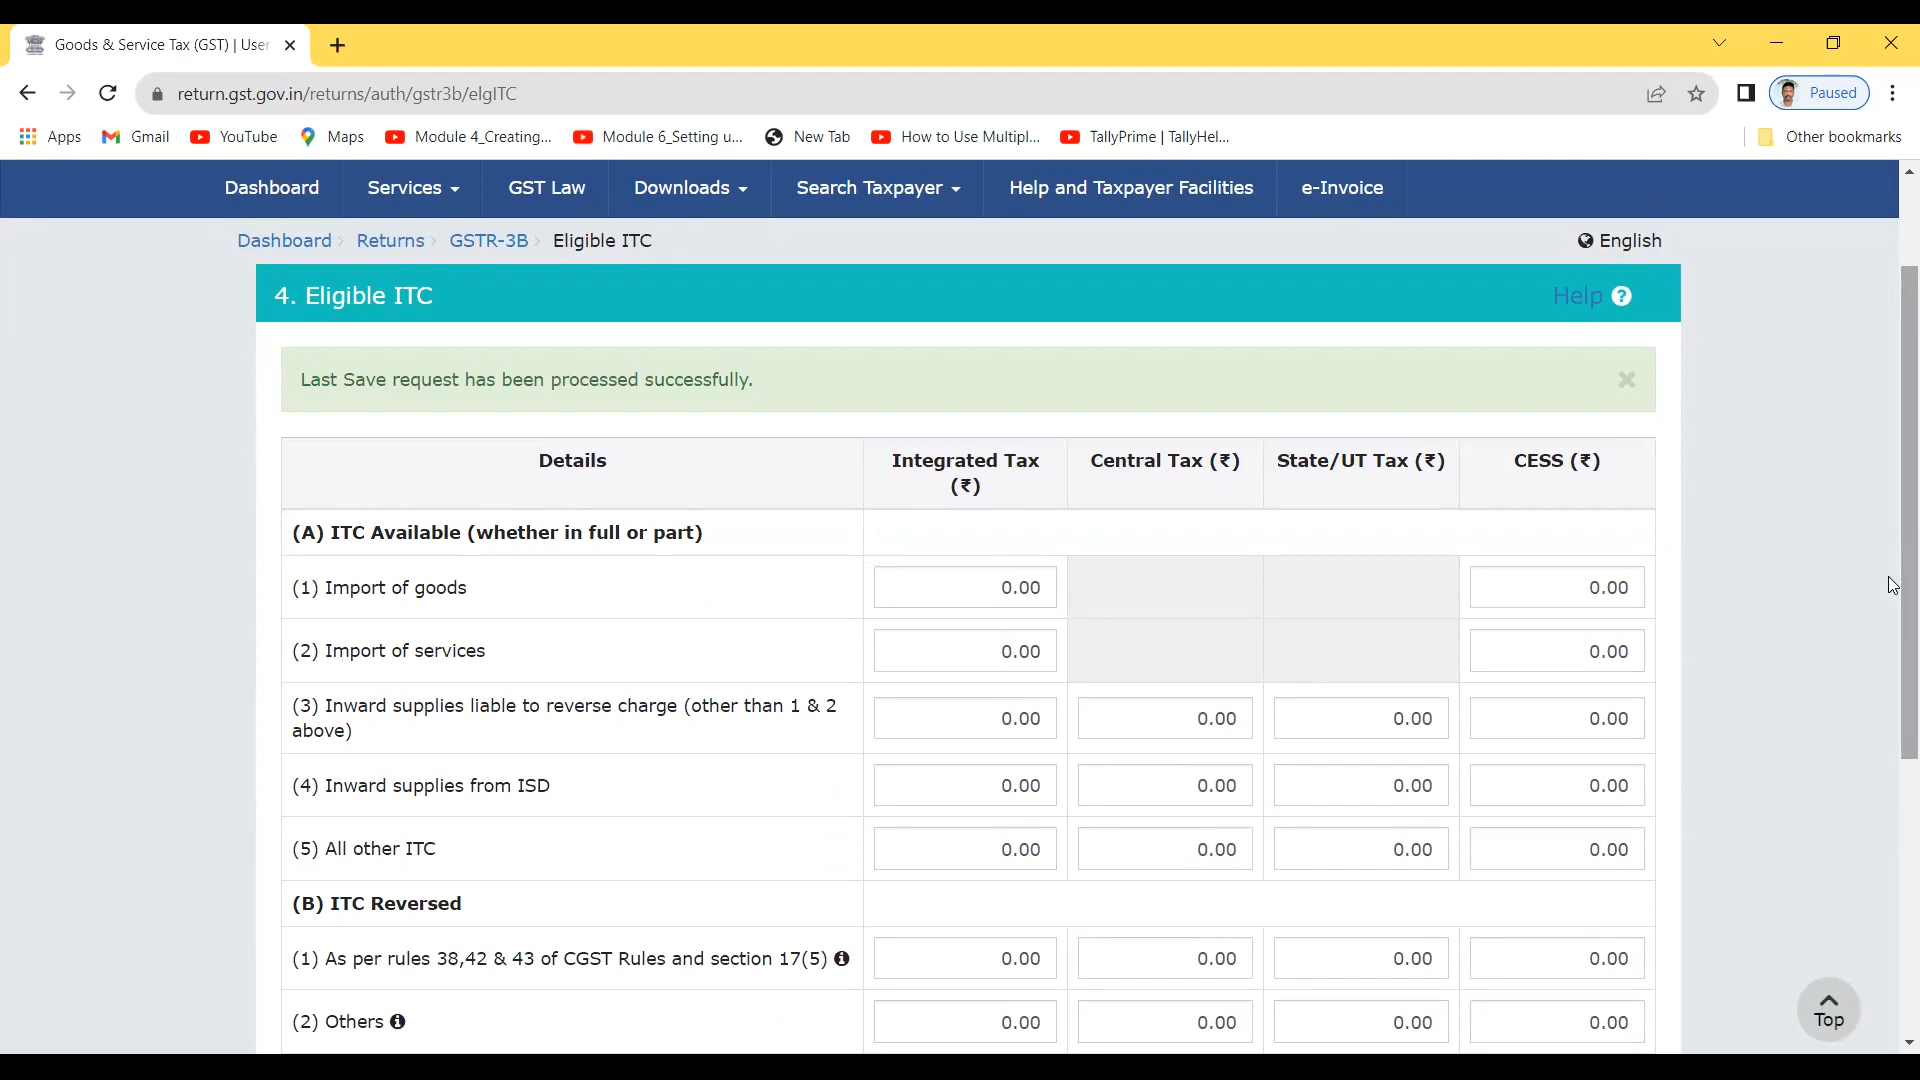 Goods & Service Tax (GST) | User
return.gst.gov.in/returns/auth/gstr3b/elgITC
Paused
Apps Gmail YouTube Maps Module 4_Creating... Module 6_Setting u... New Tab How to Use Multipl... TallyPrime | TallyHel... Other bookmarks
Dashboard Services GST Law Downloads Search Taxpayer Help and Taxpayer Facilities e-Invoice
Dashboard Returns GSTR-3B Eligible ITC English
4. Eligible ITC Help ?
Last Save request has been processed successfully.
Details Integrated Tax (₹) Central Tax (₹) State/UT Tax (₹) CESS (₹)
(A) ITC Available (whether in full or part)
(1) Import of goods 0.00 0.00
(2) Import of services 0.00 0.00
(3) Inward supplies liable to reverse charge (other than 1 & 2
above) 0.00 0.00 0.00 0.00
(4) Inward supplies from ISD 0.00 0.00 0.00 0.00
(5) All other ITC 0.00 0.00 0.00 0.00
(B) ITC Reversed
(1) As per rules 38,42 & 43 of CGST Rules and section 17(5) 0.00 0.00 0.00 0.00
(2) Others 0.00 0.00 0.00 0.00
Top